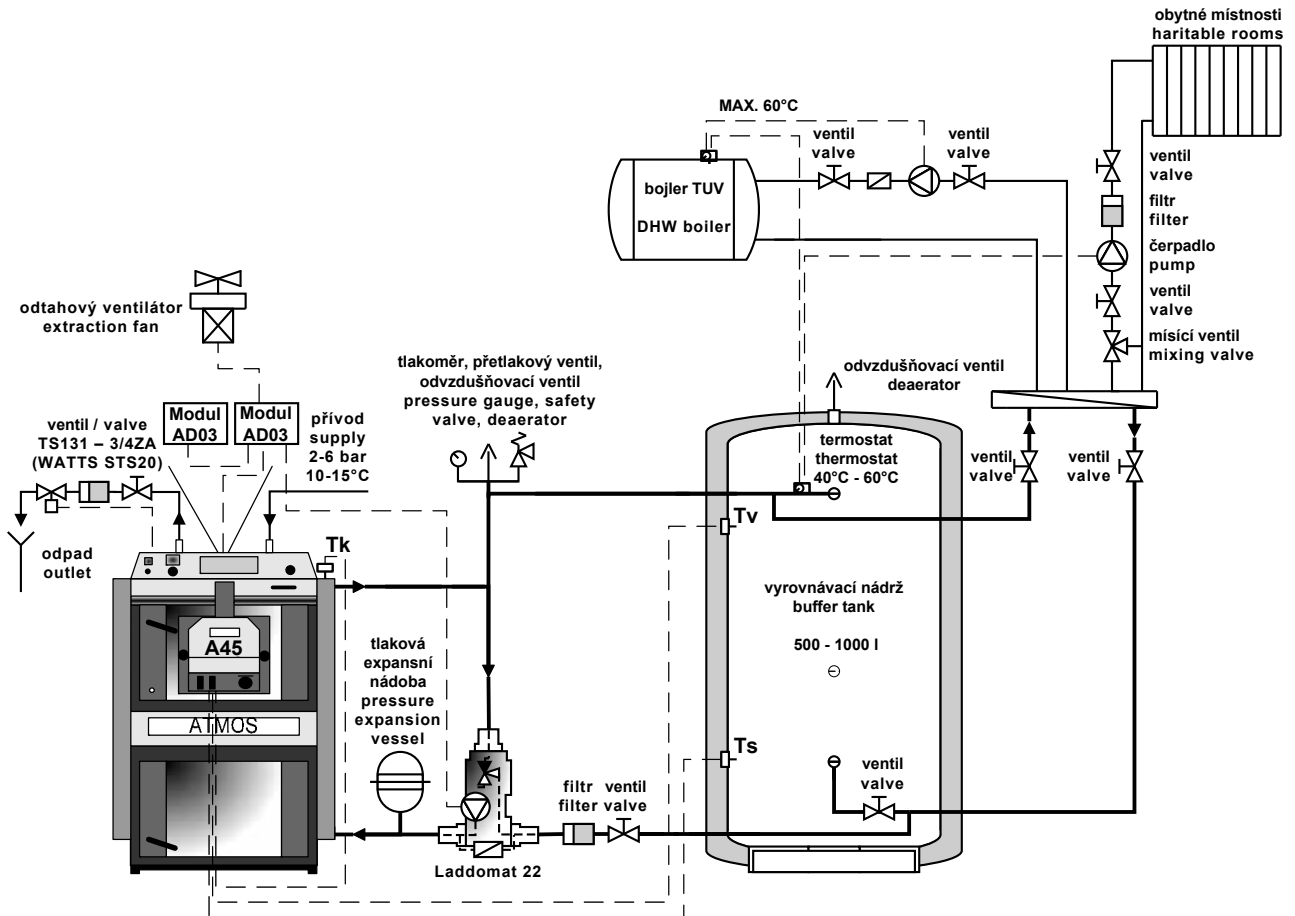 obytné místnosti
haritable rooms
MAX. 60°C
ventil
valve
ventil
valve
ventil
valve
bojler TUV
DHW boiler
filtr
filter
čerpadlo
pump
ventil
valve
mísící ventil
mixing valve
odtahový ventilátor
extraction fan
tlakoměr, přetlakový ventil,
odvzdušňovací ventil
pressure gauge, safety
valve, deaerator
odvzdušňovací ventil
deaerator
ventil / valve
TS131 – 3/4ZA
(WATTS STS20)
Modul
AD03
Modul
AD03
přívod
supply
2-6 bar
10-15°C
termostat
thermostat
40°C - 60°C
ventil
valve
ventil
valve
odpad
outlet
Tk
Tv
vyrovnávací nádrž
buffer tank
500 - 1000 l
A45
ATMOS
tlaková
expansní
nádoba
pressure
expansion
vessel
Ts
ventil
valve
filtr
filter
ventil
valve
Laddomat 22